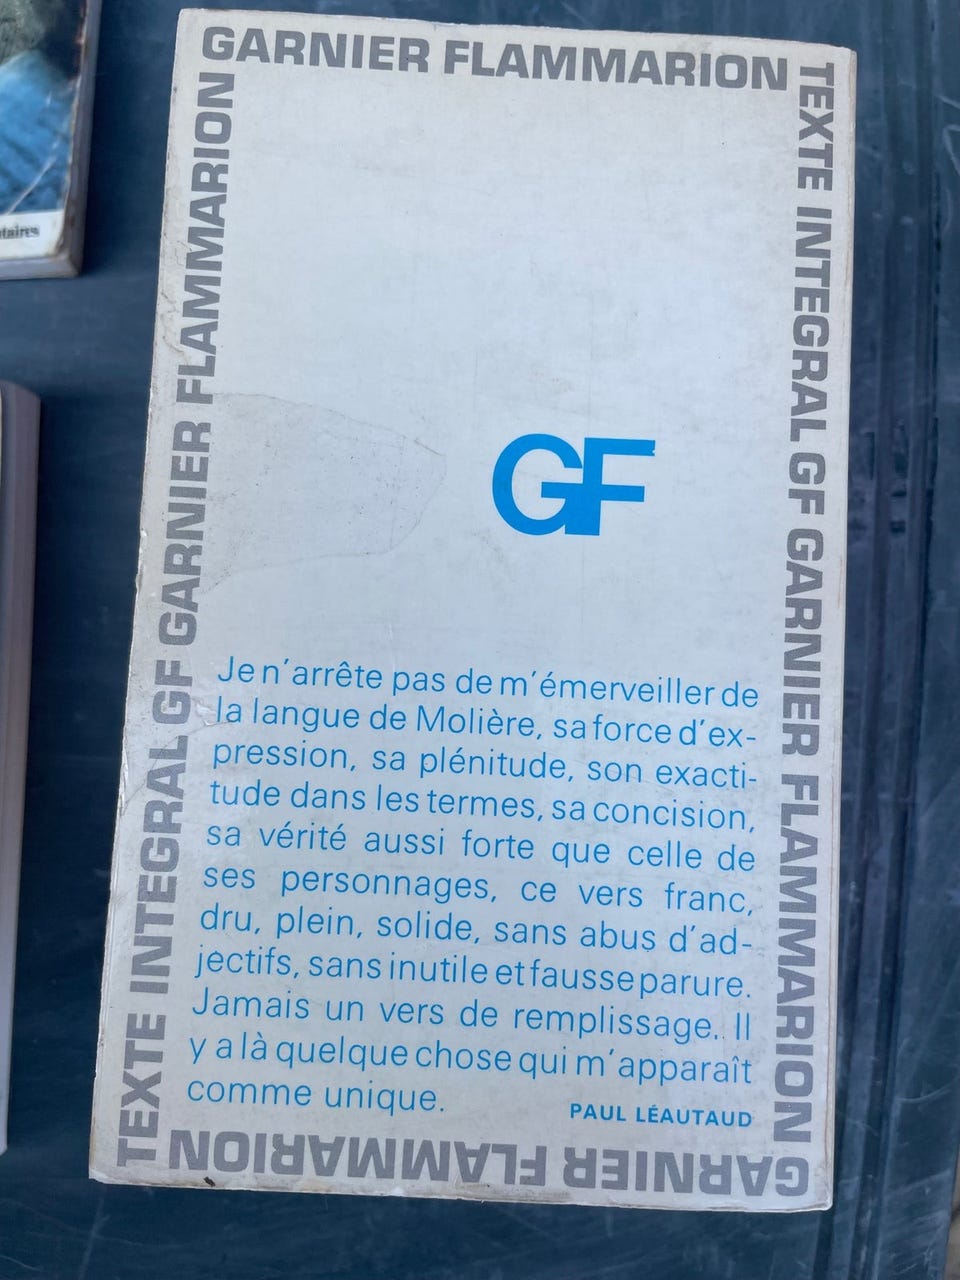 GARNIER FLAMMARION
TEXTE INTEGRAL GF GARNIER FLAMMARION
TEXTE INTEGRAL GF GARNIER FLAMMARION
GF
Je n'arrête pas de m'émerveiller de
la langue de Molière, sa force d'ex-
pression, sa plénitude, son exacti-
tude dans les termes, sa concision,
sa vérité aussi forte que celle de
ses personnages, ce vers franc,
dru, plein, solide, sans abus d'ad-
jectifs, sans inutile et fausse parure.
Jamais un vers de remplissage. Il
y a là quelque chose qui m'apparaît
comme unique.
PAUL LÉAUTAUD
GARNIER FLAMMARION